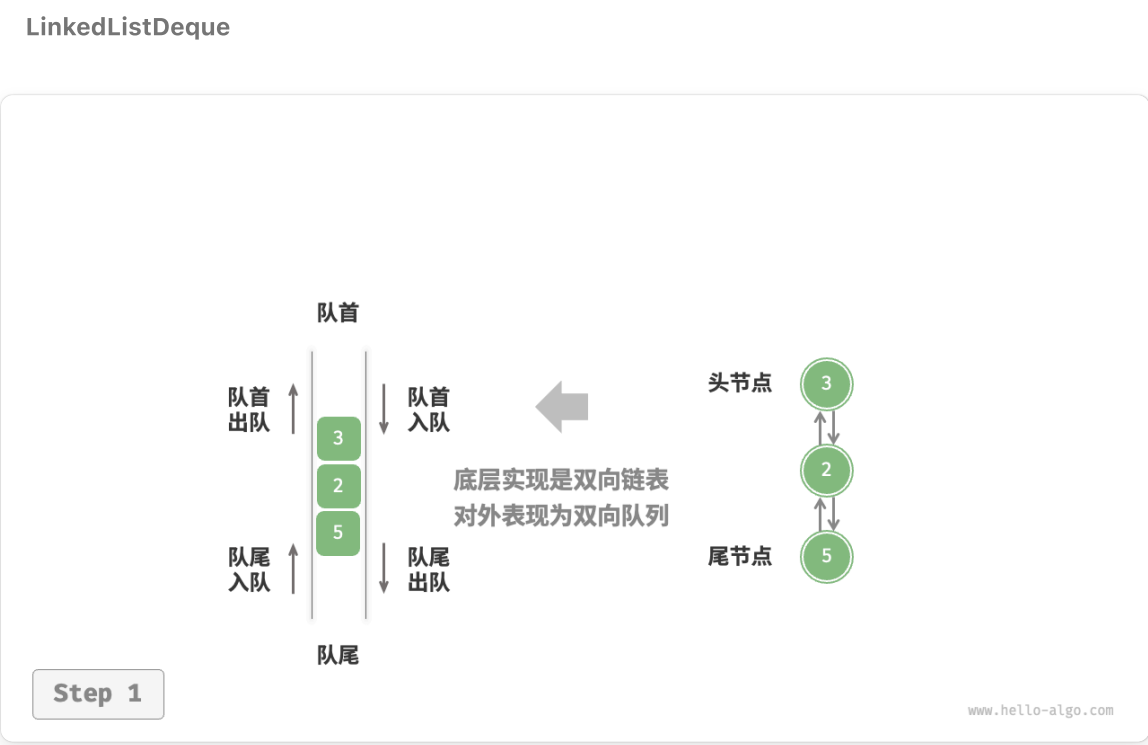 LinkedListDeque
队首
队首
出队
队首
入队
3
2
5
队尾
入队
队尾
出队
队尾
底层实现是双向链表
对外表现为双向队列
头节点
3
2
尾节点
5
Step 1
www.hello-algo.com